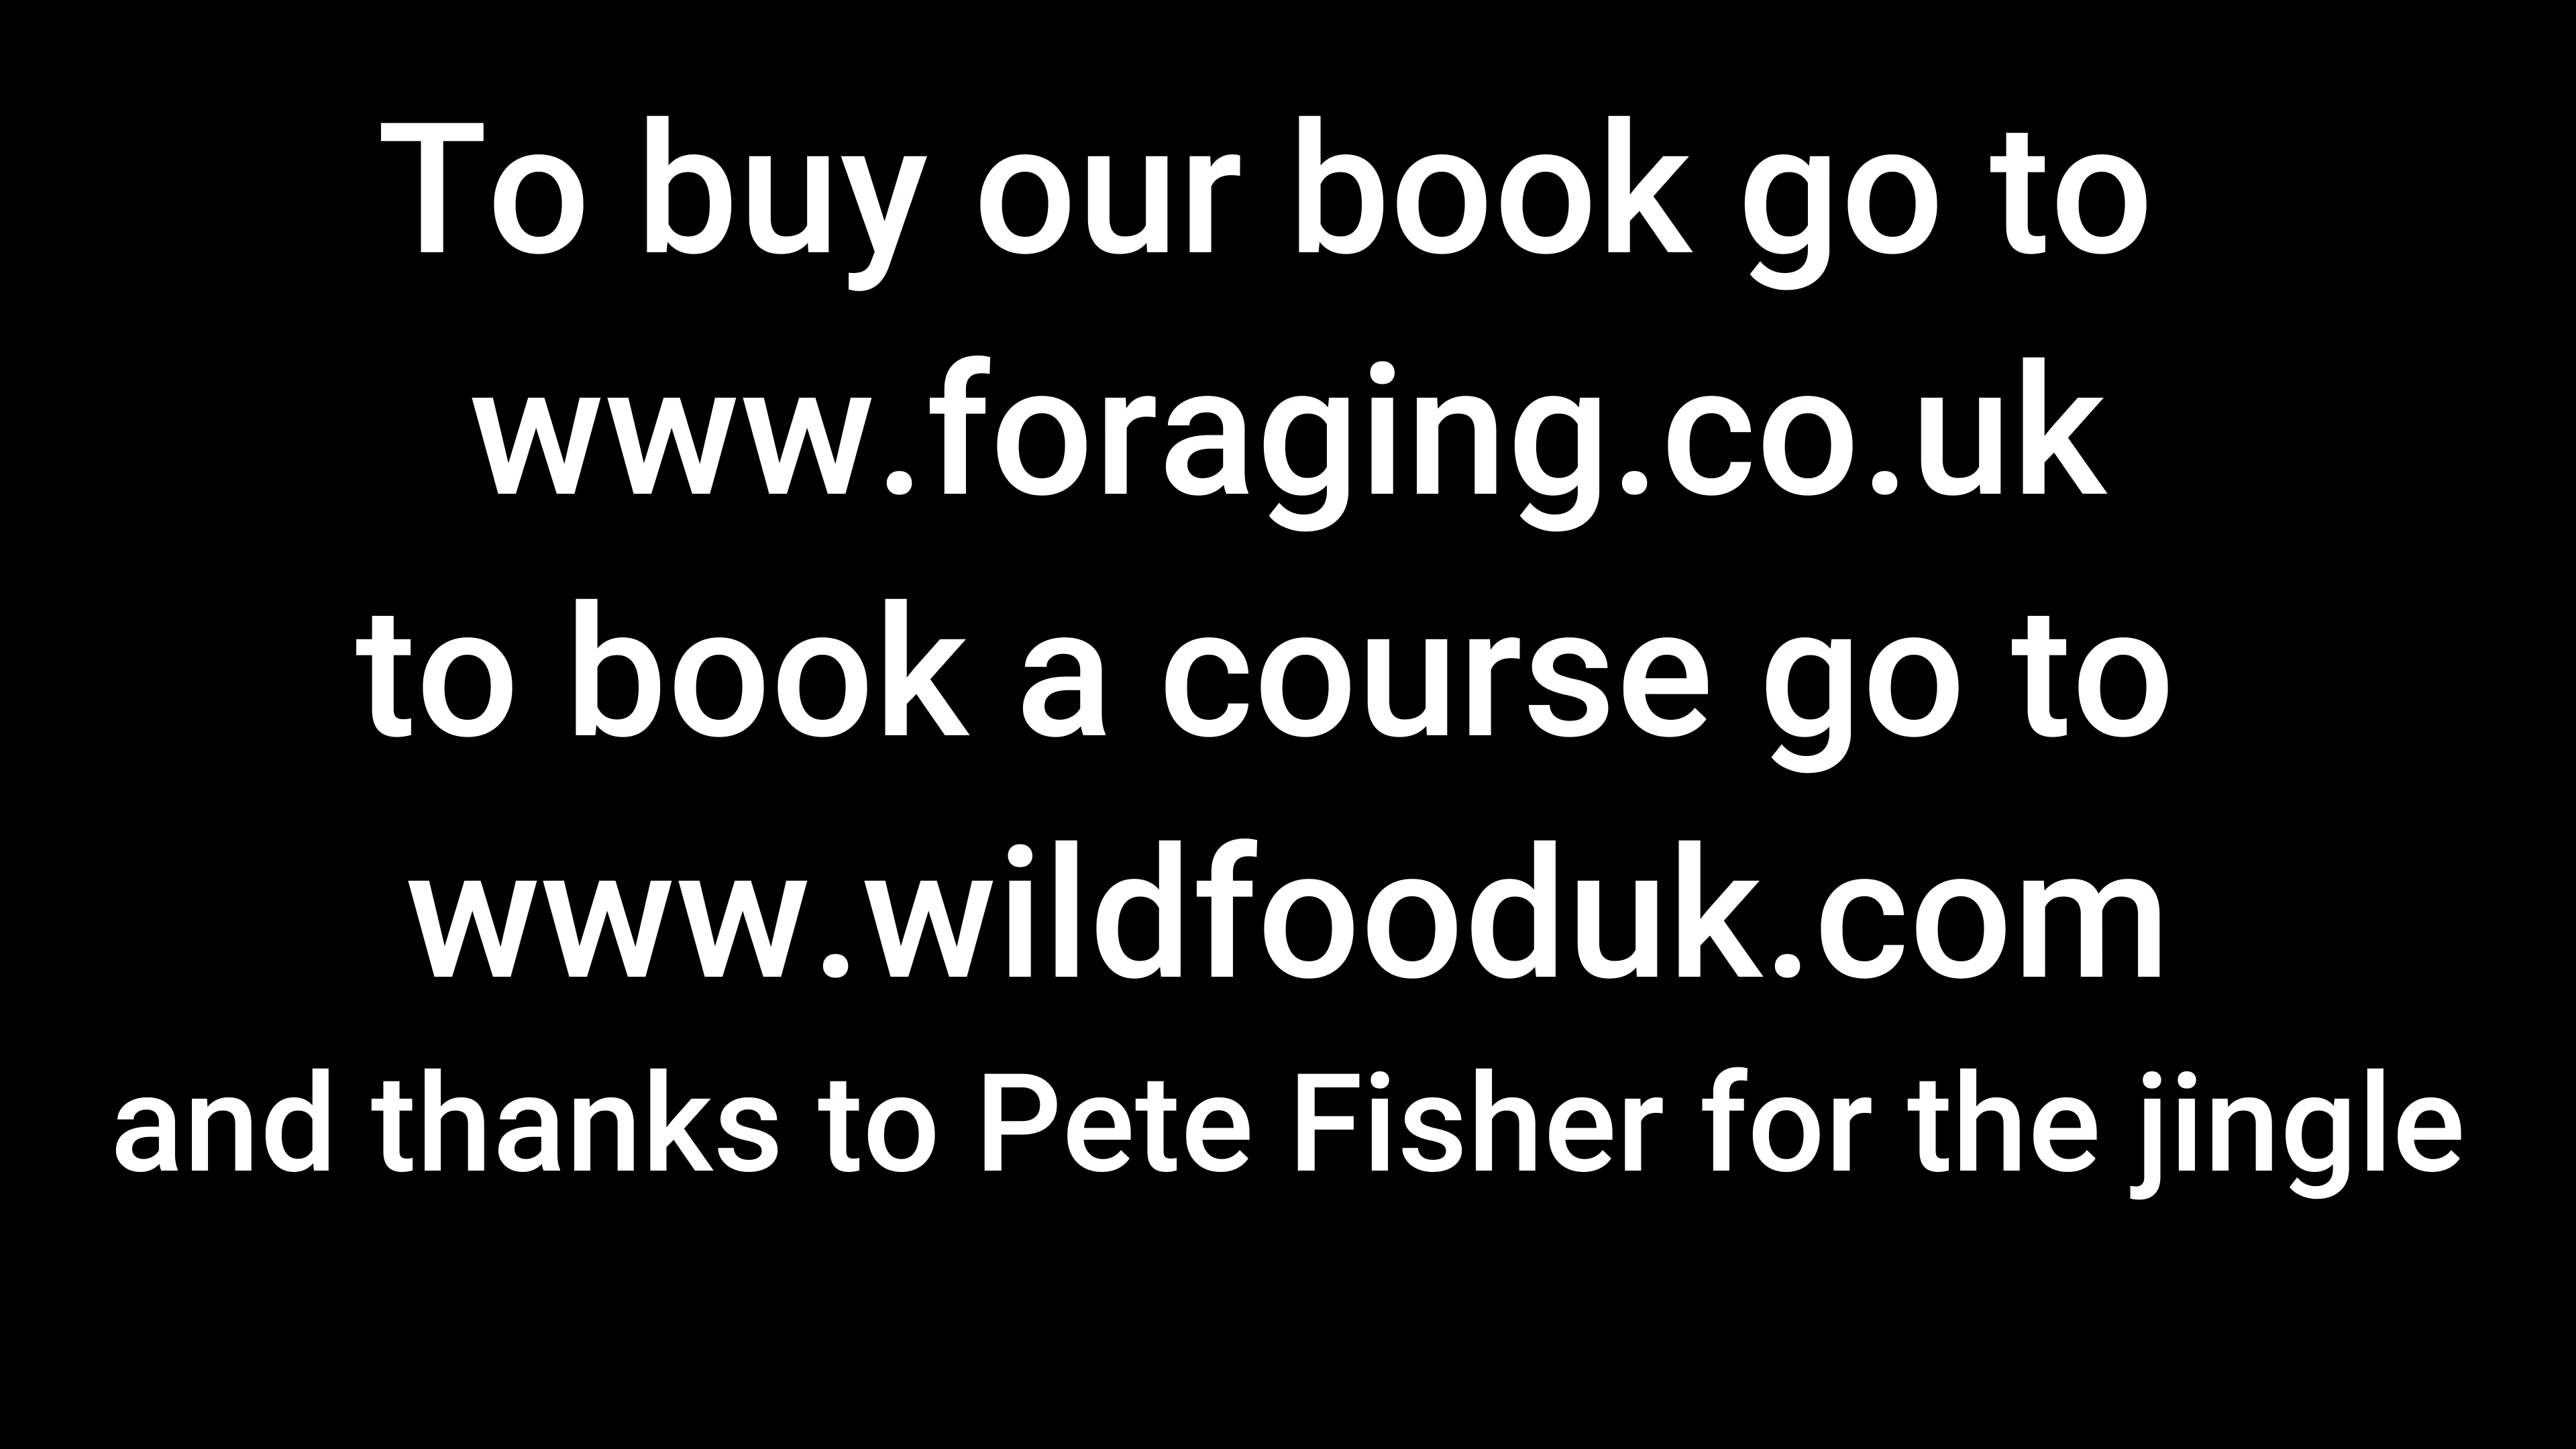 To buy our book go to
www.foraging.co.uk
to book a course go to
www.wildfooduk.com
and thanks to Pete Fisher for the jingle